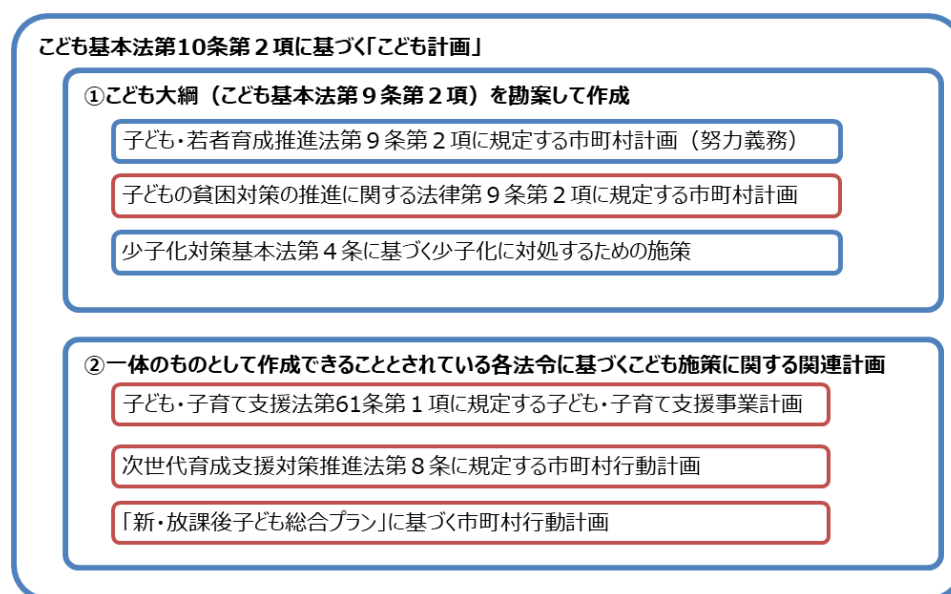 こども基本法第10条第２項に基づく「こども計画」
①こども大綱（こども基本法第９条第２項）を勘案して作成
子ども・若者育成推進法第９条第２項に規定する市町村計画（努力義務）
子どもの貧困対策の推進に関する法律第９条第２項に規定する市町村計画
少子化対策基本法第４条に基づく少子化に対処するための施策
②一体のものとして作成できることとされている各法令に基づくこども施策に関する関連計画
子ども・子育て支援法第61条第１項に規定する子ども・子育て支援事業計画
次世代育成支援対策推進法第８条に規定する市町村行動計画
「新・放課後子ども総合プラン」に基づく市町村行動計画